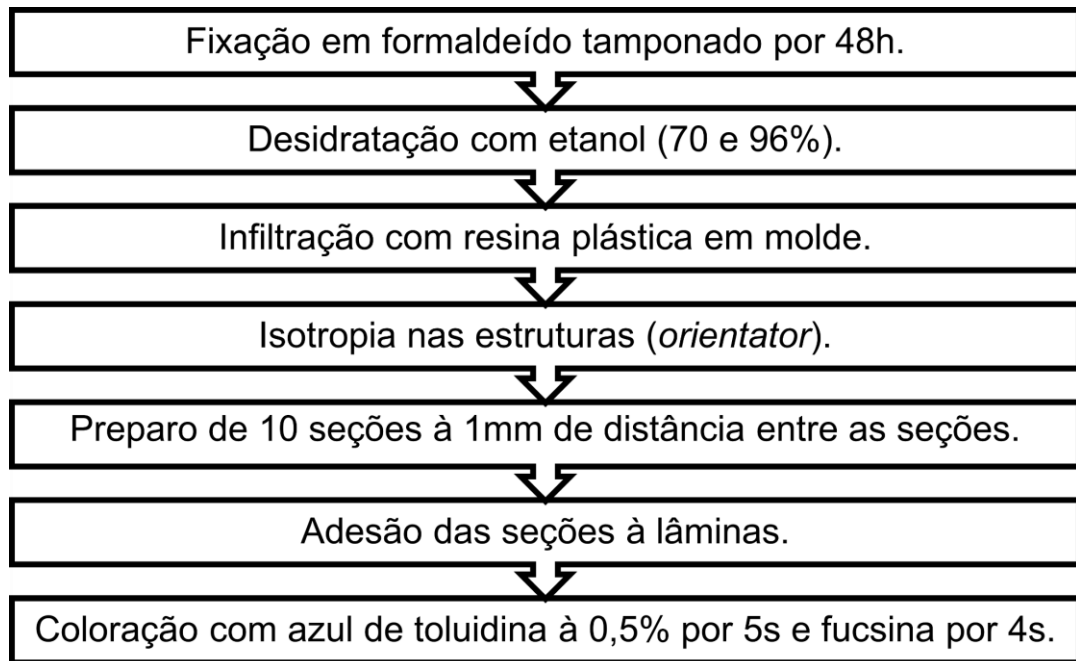 Fixação em formaldeído tamponado por 48h.
Desidratação com etanol (70 e 96%).
Infiltração com resina plástica em molde.
Isotropia nas estruturas (orientator).
Preparo de 10 seções à 1mm de distância entre as seções.
Adesão das seções à lâminas.
Coloração com azul de toluidina à 0,5% por 5s e fucsina por 4s.